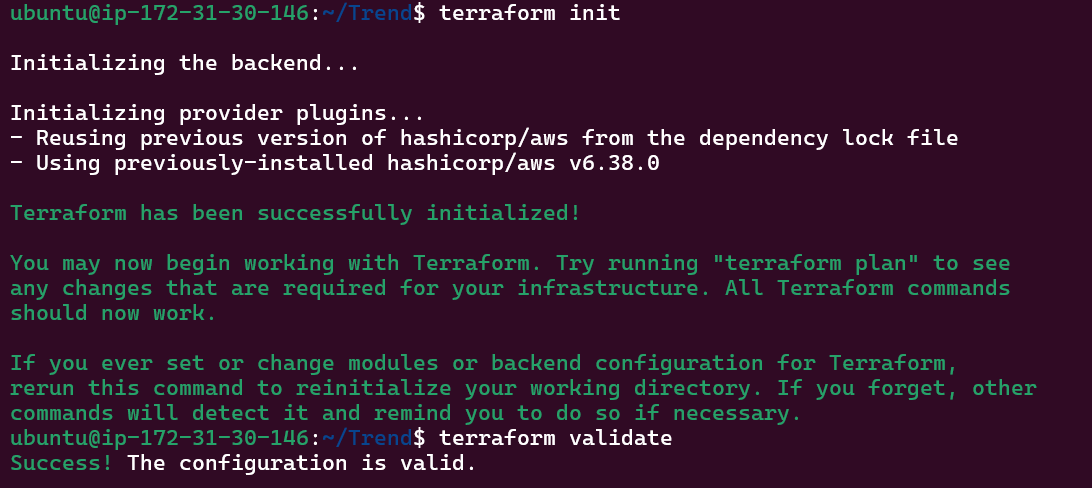 ubuntu@ip-172-31-30-146:~/Trend$ terraform init
Initializing the backend...
Initializing provider plugins...
- Reusing previous version of hashicorp/aws from the dependency lock file
- Using previously-installed hashicorp/aws v6.38.0
Terraform has been successfully initialized!
You may now begin working with Terraform. Try running "terraform plan" to see
any changes that are required for your infrastructure. All Terraform commands
should now work.
If you ever set or change modules or backend configuration for Terraform,
rerun this command to reinitialize your working directory. If you forget, other
commands will detect it and remind you to do so if necessary.
ubuntu@ip-172-31-30-146:~/Trend$ terraform validate
Success! The configuration is valid.